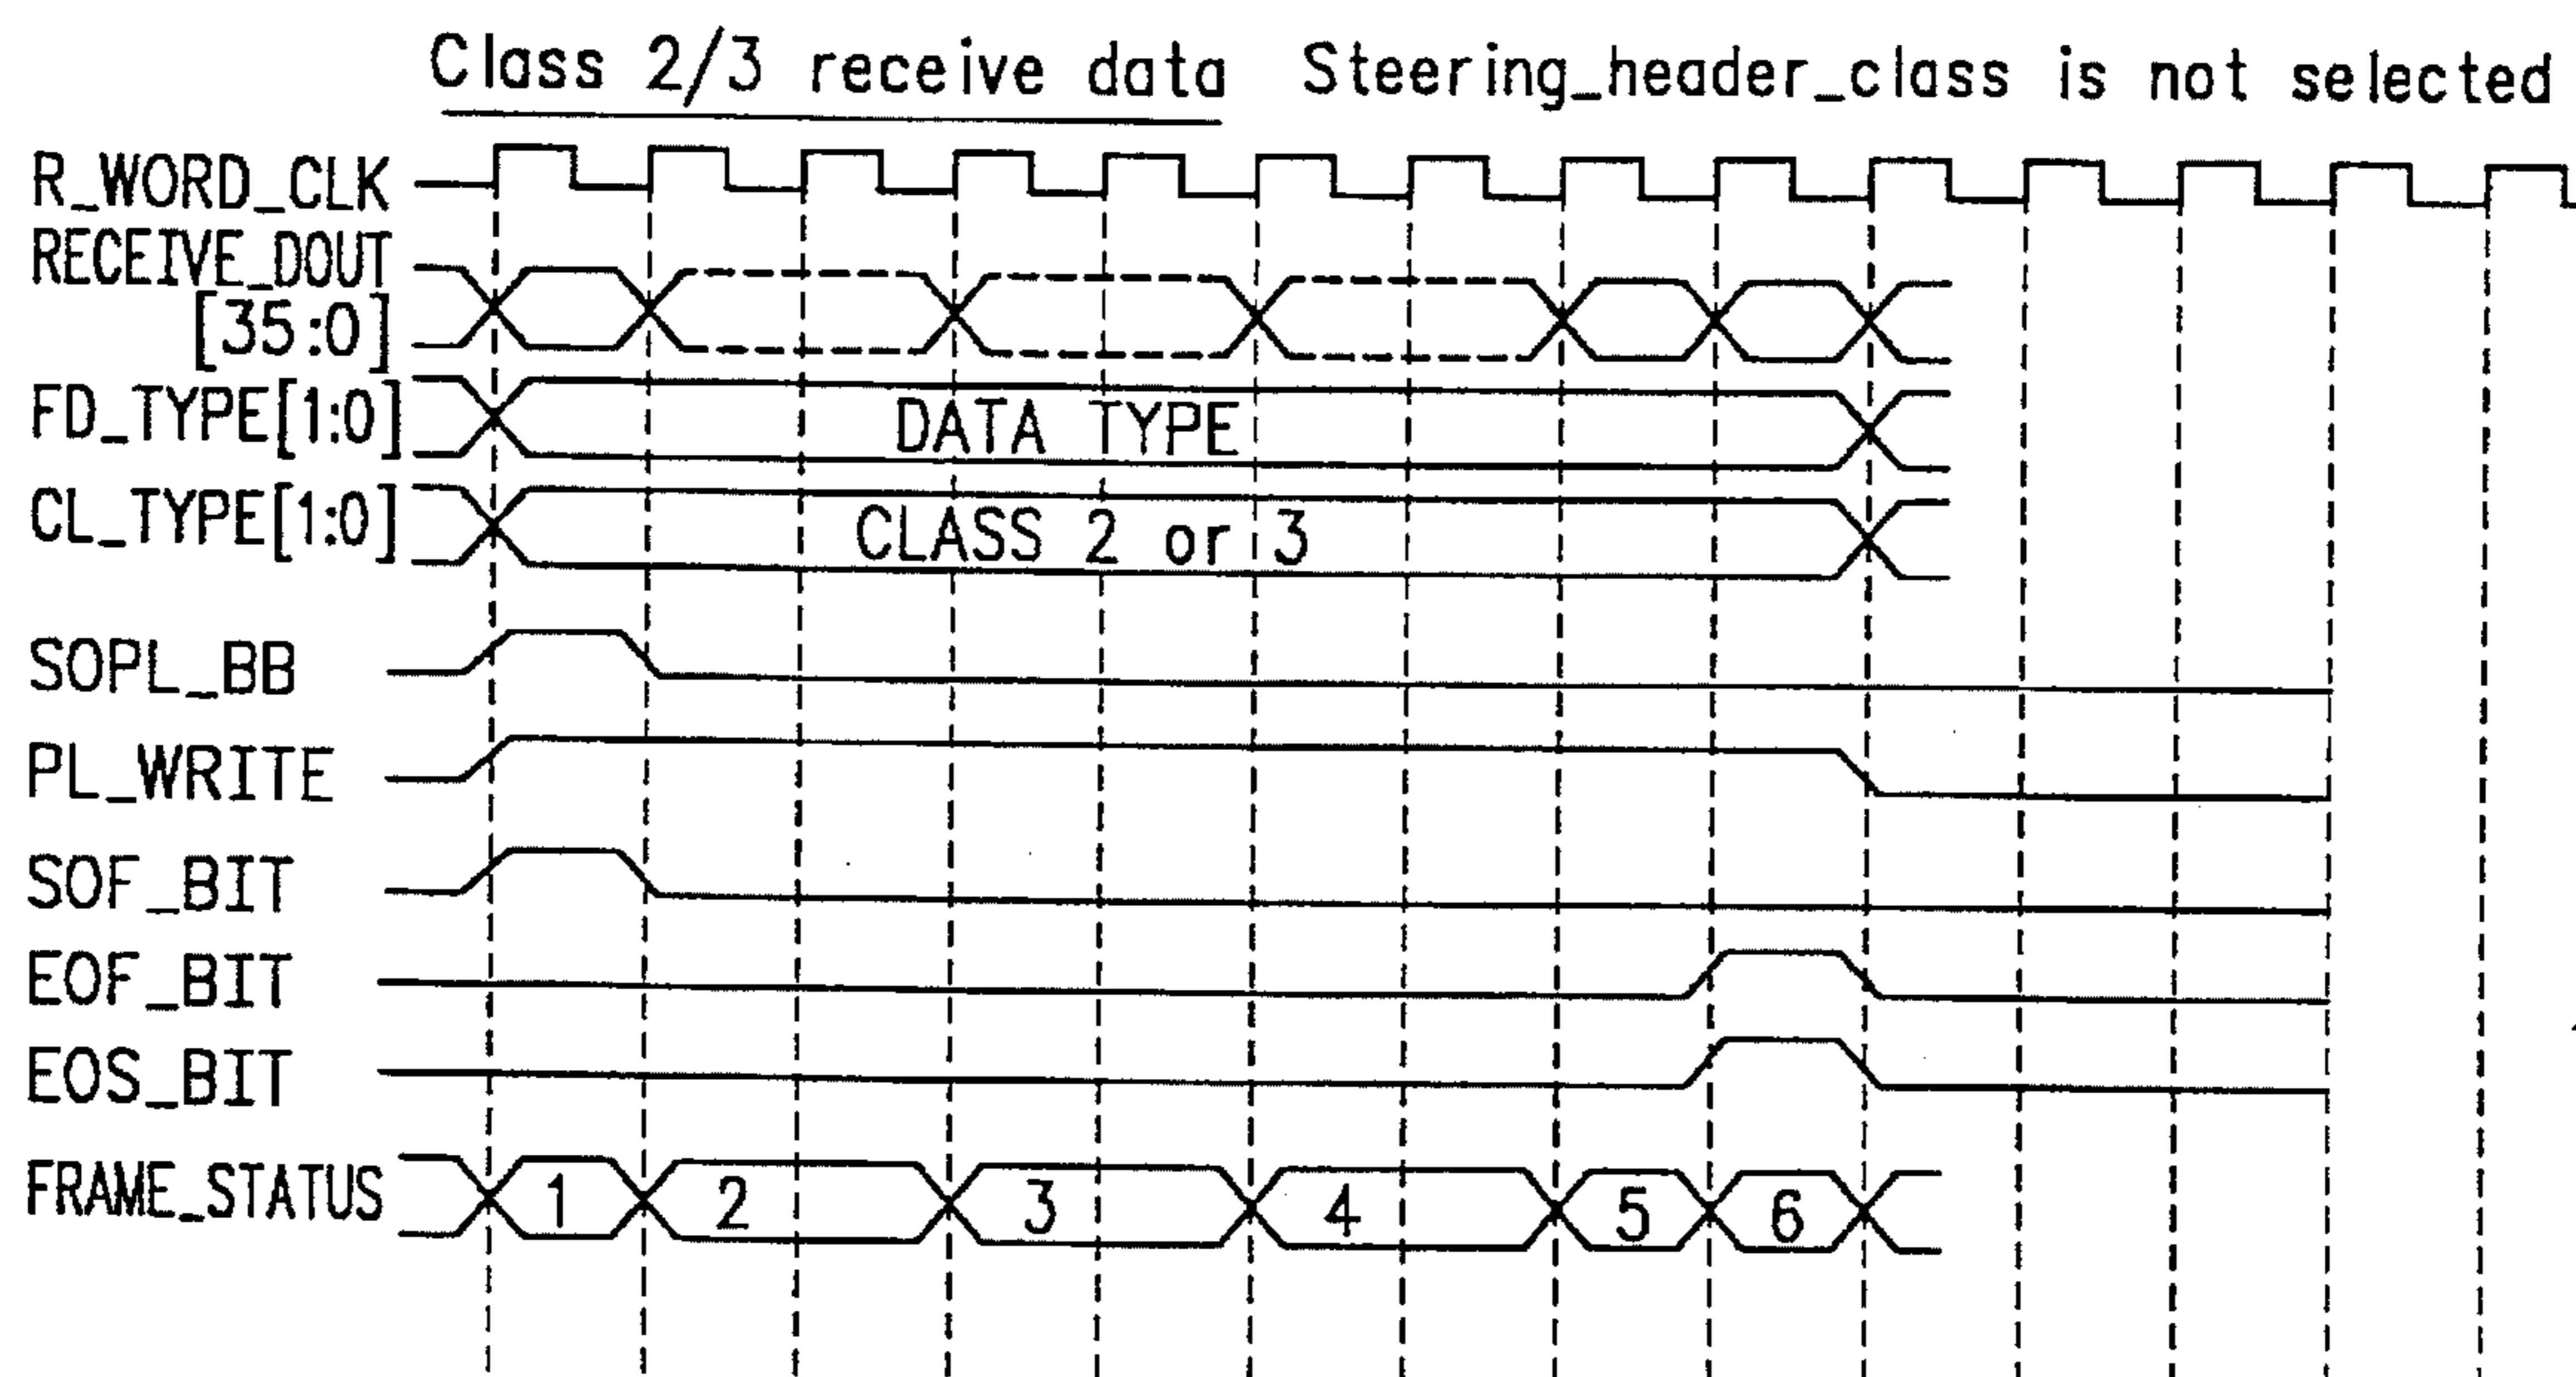 Class 2/3 receive data Steering_header_class is not selected
R_WORD_CLK
RECEIVE_DOUT
[35:0]
FD_TYPE[1:0] DATA TYPE
CL_TYPE[1:0] CLASS 2 or 3
SOPL_BB
PL_WRITE
SOF_BIT
EOF_BIT
EOS_BIT
FRAME_STATUS 1 2 3 4 5 6